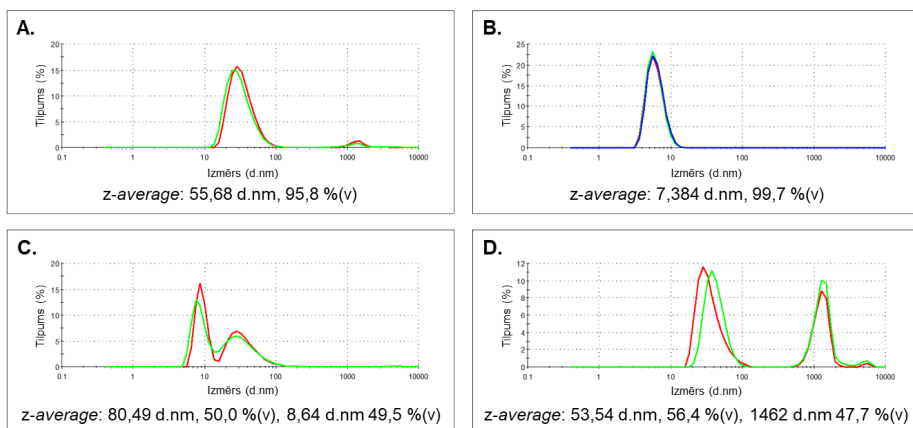 A.
Tilpums (%)
20
15
10
5
0
0.1 1 10 100 1000 10000
Izmērs (d.nm)
z-average: 55,68 d.nm, 95,8 %(v)
B.
Tilpums (%)
25
20
15
10
5
0
0.1 1 10 100 1000 10000
Izmērs (d.nm)
z-average: 7,384 d.nm, 99,7 %(v)
C.
Tilpums (%)
20
15
10
5
0
0.1 1 10 100 1000 10000
Izmērs (d.nm)
z-average: 80,49 d.nm, 50,0 %(v), 8,64 d.nm 49,5 %(v)
D.
Tilpums (%)
12
10
8
6
4
2
0
0.1 1 10 100 1000 10000
Izmērs (d.nm)
z-average: 53,54 d.nm, 56,4 %(v), 1462 d.nm 47,7 %(v)